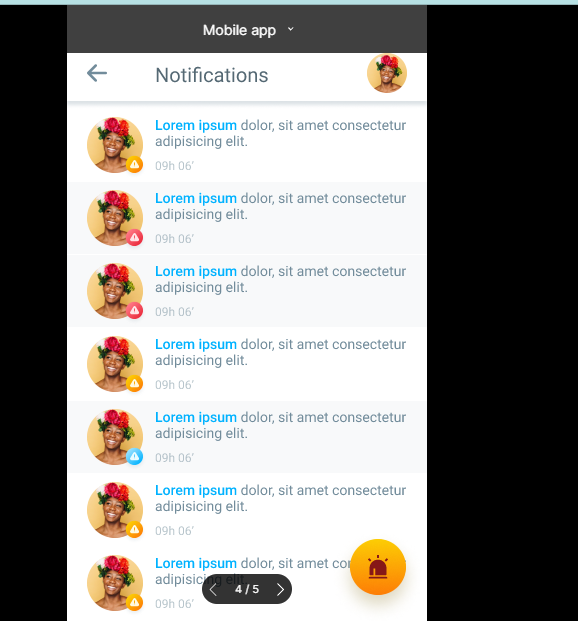 Mobile app
Notifications
Lorem ipsum dolor, sit amet consectetur
adipisicing elit.
09h 06'
Lorem ipsum dolor, sit amet consectetur
adipisicing elit.
09h 06'
Lorem ipsum dolor, sit amet consectetur
adipisicing elit.
09h 06'
Lorem ipsum dolor, sit amet consectetur
adipisicing elit.
09h 06'
Lorem ipsum dolor, sit amet consectetur
adipisicing elit.
09h 06'
Lorem ipsum dolor, sit amet consectetur
adipisicing elit.
09h 06'
Lorem ipsum dolor, sit amet
adipisicing elit.
4 / 5
09h 06'